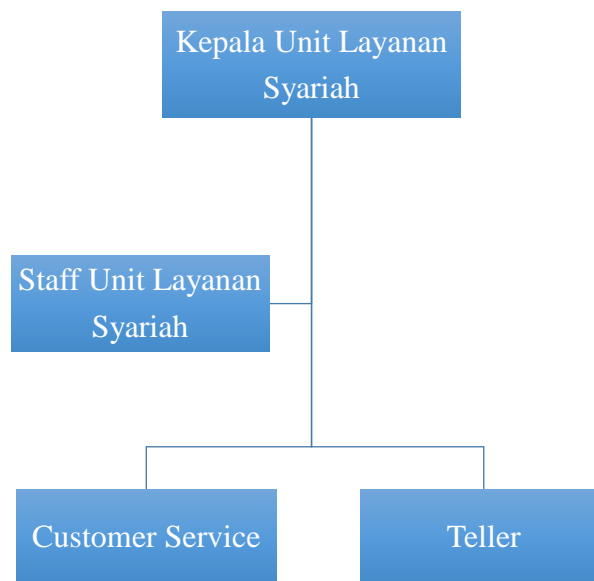 Kepala Unit Layanan
Syariah
Staff Unit Layanan
Syariah
Customer Service
Teller